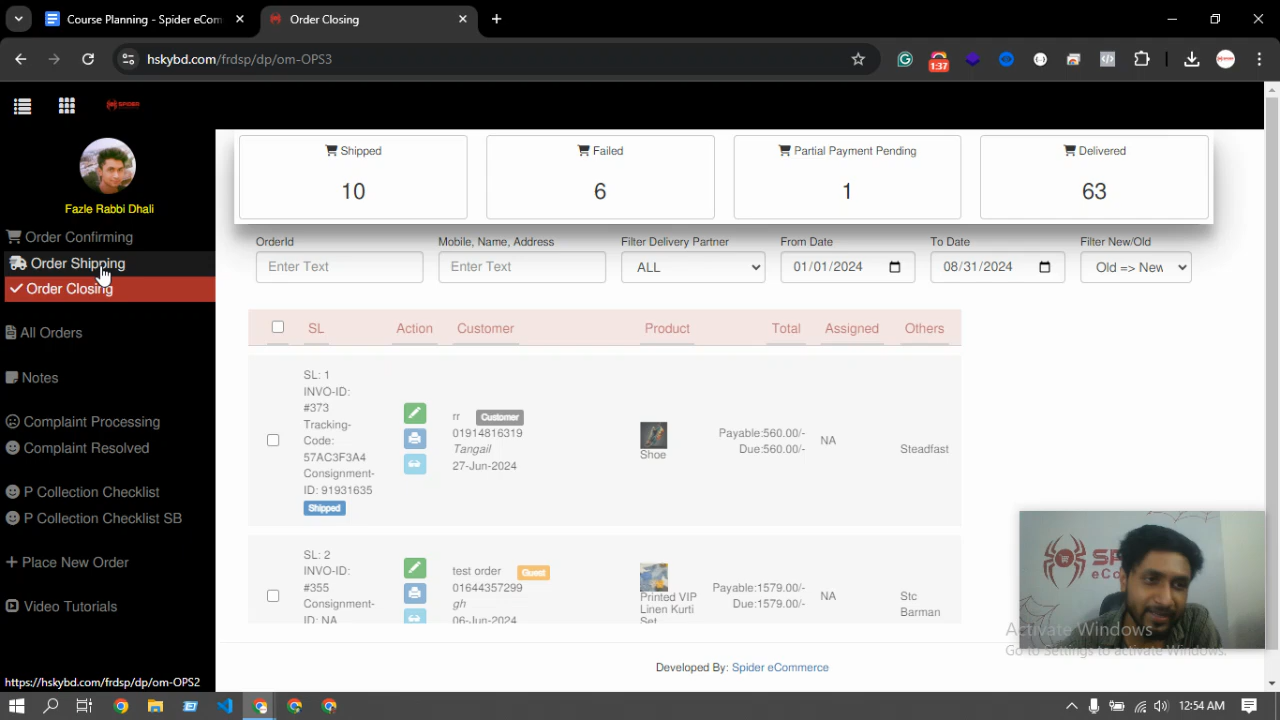 Course Planning - Spider eCom
Order Closing
hskybd.com/frdsp/dp/om-OPS3
1:37
SPIDER
Fazle Rabbi Dhali
Order Confirming
Order Shipping
Order Closing
All Orders
Notes
Complaint Processing
Complaint Resolved
P Collection Checklist
P Collection Checklist SB
Place New Order
Video Tutorials
https://hskybd.com/frdsp/dp/om-OPS2
Shipped
10
Failed
6
Partial Payment Pending
1
Delivered
63
OrderId
Enter Text
Mobile, Name, Address
Enter Text
Filter Delivery Partner
ALL
From Date
01/01/2024
To Date
08/31/2024
Filter New/Old
Old => New
SL Action Customer Product Total Assigned Others
SL: 1
INVO-ID:
#373
Tracking-
Code:
57AC3F3A4
Consignment-
ID: 91931635
Shipped
rr Customer
01914816319
Tangail
27-Jun-2024
Shoe
Payable:560.00/-
Due:560.00/-
NA
Steadfast
SL: 2
INVO-ID:
#355
Consignment-
ID: NA
test order Guest
01644357299
gh
06-Jun-2024
Printed VIP
Linen Kurti
Set
Payable:1579.00/-
Due:1579.00/-
NA
Stc
Barman
Developed By: Spider eCommerce
Activate Windows
Go to Settings to activate Windows.
12:54 AM